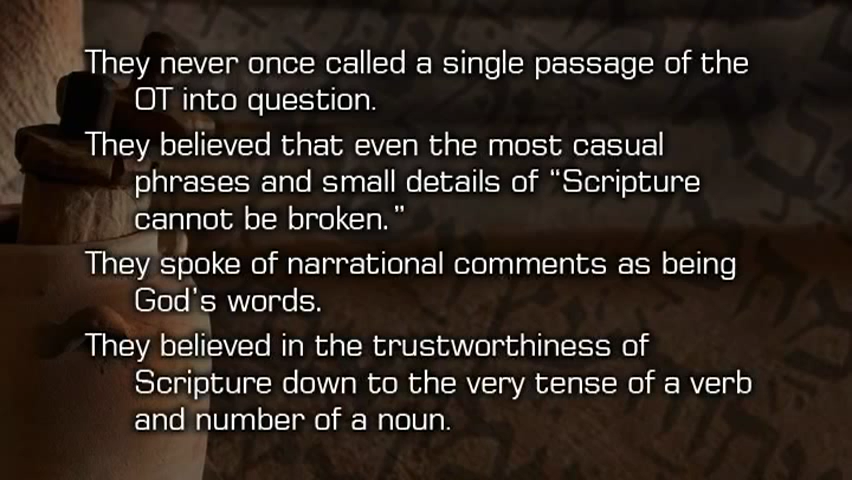 They never once called a single passage of the
OT into question.
They believed that even the most casual
phrases and small details of “Scripture
cannot be broken.”
They spoke of narrational comments as being
God's words.
They believed in the trustworthiness of
Scripture down to the very tense of a verb
and number of a noun.